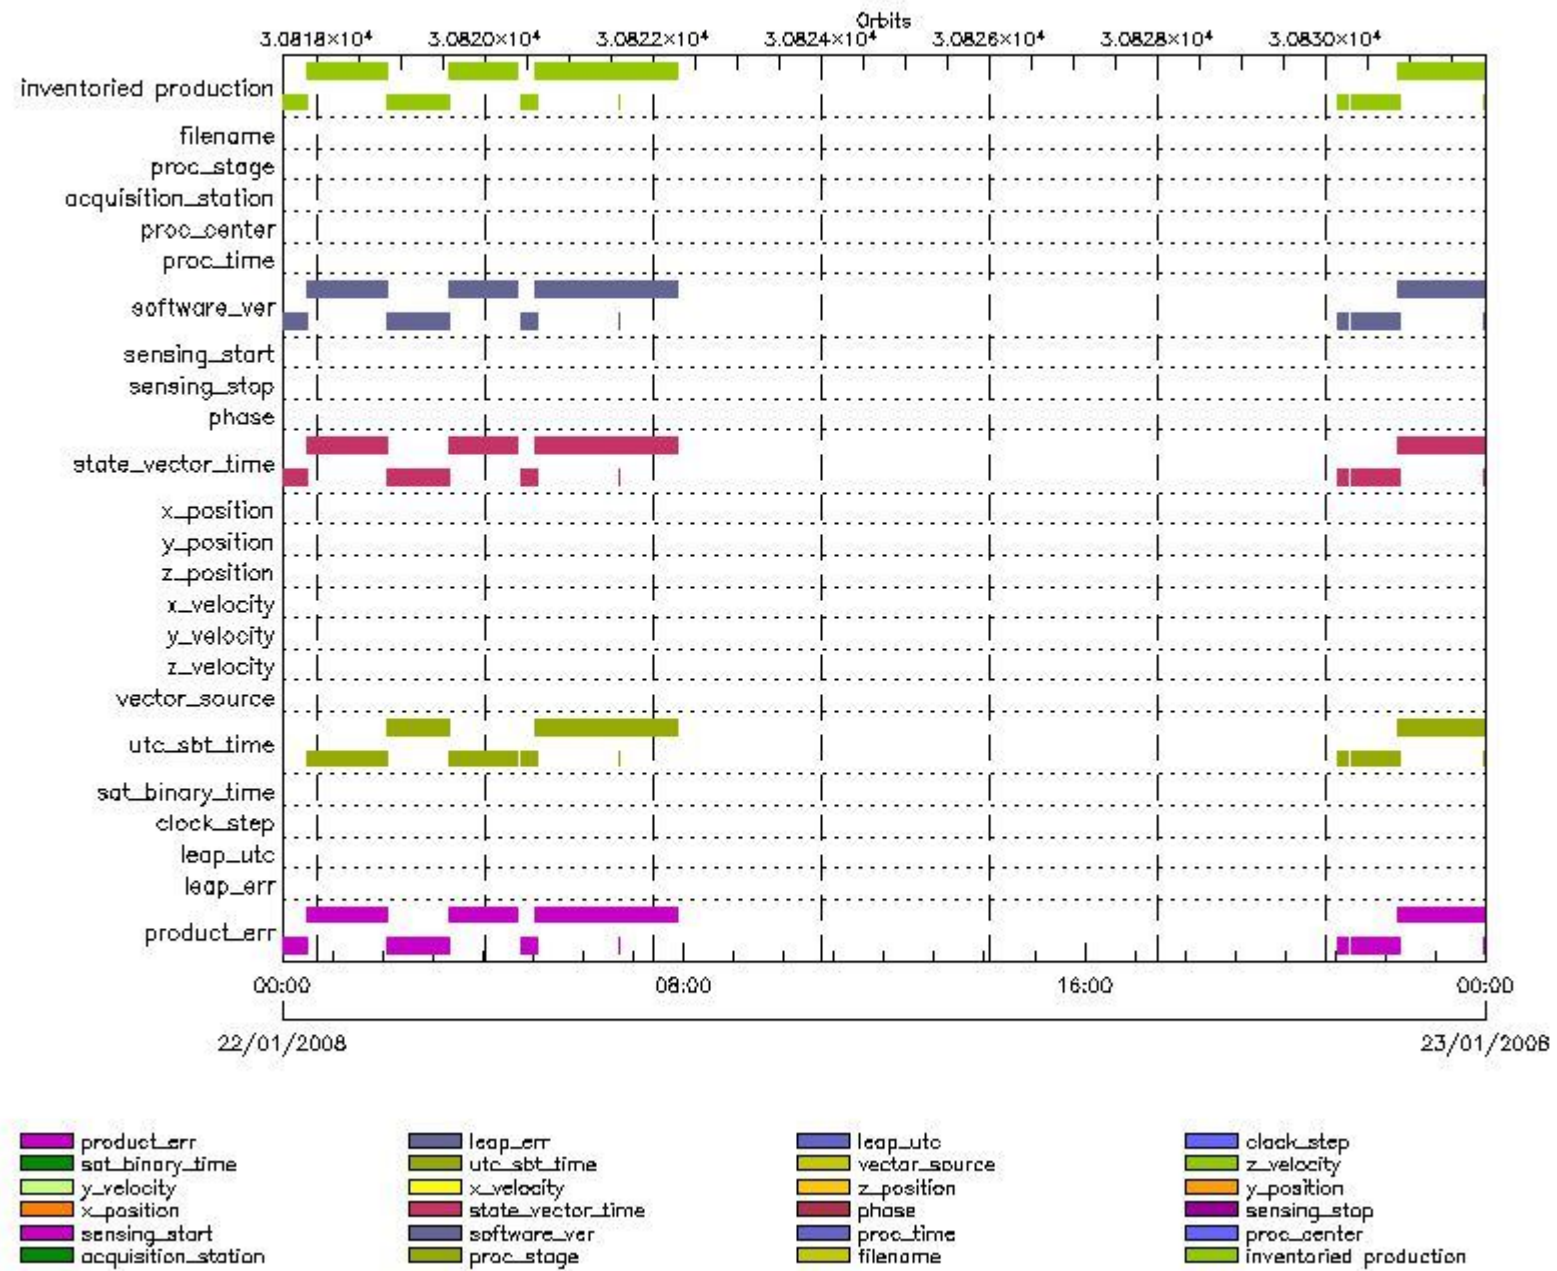 Orbits
3.0818×10⁴ 3.0820×10⁴ 3.0822×10⁴ 3.0824×10⁴ 3.0826×10⁴ 3.0828×10⁴ 3.0830×10⁴
inventoried production
filename
proc_stage
acquisition_station
proc_center
proc_time
software_ver
sensing_start
sensing_stop
phase
state_vector_time
x_position
y_position
z_position
x_velocity
y_velocity
z_velocity
vector_source
utc_sbt_time
sat_binary_time
clock_step
leap_utc
leap_err
product_err
00:00 08:00 16:00 00:00
22/01/2008 23/01/2008
product_err leap_err leap_utc clock_step
sat_binary_time utc_sbt_time vector_source z_velocity
y_velocity x_velocity z_position y_position
x_position state_vector_time phase sensing_stop
sensing_start software_ver proc_time proc_center
acquisition_station proc_stage filename inventoried production